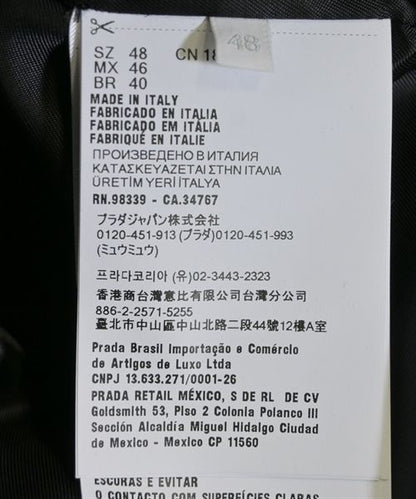 48
SZ 48 CN 18
MX 46
BR 40
MADE IN ITALY
FABRICADO EN ITALIA
FABRICADO EM ITÁLIA
FABRIQUÉ EN ITALIE
ПРОИЗВЕДЕНО В ИТАЛИЯ
ΚΑΤΑΣΚΕΥΑΖΕΤΑΙ ΣΤΗΝ ΙΤΑΛΙΑ
ÜRETİM YERİ İTALYA
RN.98339 - CA.34767
プラダジャパン株式会社
0120-451-913 (プラダ)0120-451-993
(ミュウミュウ)
프라다코리아 (유)02-3443-2323
香港商台灣惠比有限公司台灣分公司
886-2-2571-5255
臺北市中山區中山北路二段44號12樓A室
Prada Brasil Importação e Comércio
de Artigos de Luxo Ltda
CNPJ 13.633.271/0001-26
PRADA RETAIL MÉXICO, S DE RL DE CV
Goldsmith 53, Piso 2 Colonia Polanco III
Sección Alcaldía Miguel Hidalgo Ciudad
de Mexico - Mexico CP 11560
ESCURAS E EVITAR
O CONTACTO COM SUPERFÍCIES CLARAS